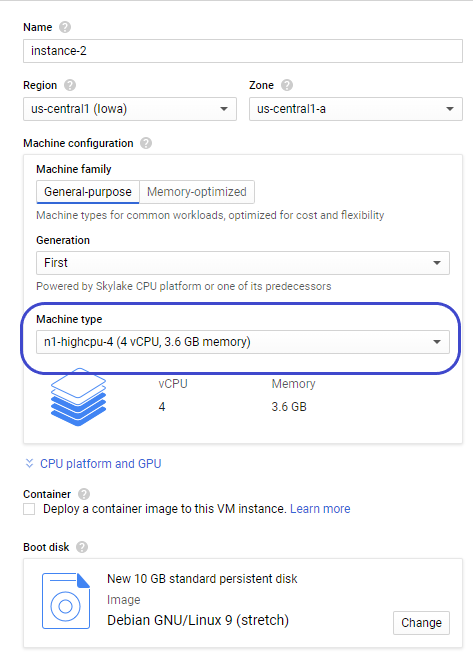 Name ?
instance-2
Region ? Zone ?
us-central1 (Iowa) us-central1-a
Machine configuration ?
Machine family
General-purpose Memory-optimized
Machine types for common workloads, optimized for cost and flexibility
Generation
First
Powered by Skylake CPU platform or one of its predecessors
Machine type
n1-highcpu-4 (4 vCPU, 3.6 GB memory)
vCPU Memory
4 3.6 GB
CPU platform and GPU
Container ?
Deploy a container image to this VM instance. Learn more
Boot disk ?
New 10 GB standard persistent disk
Image
Debian GNU/Linux 9 (stretch)
Change